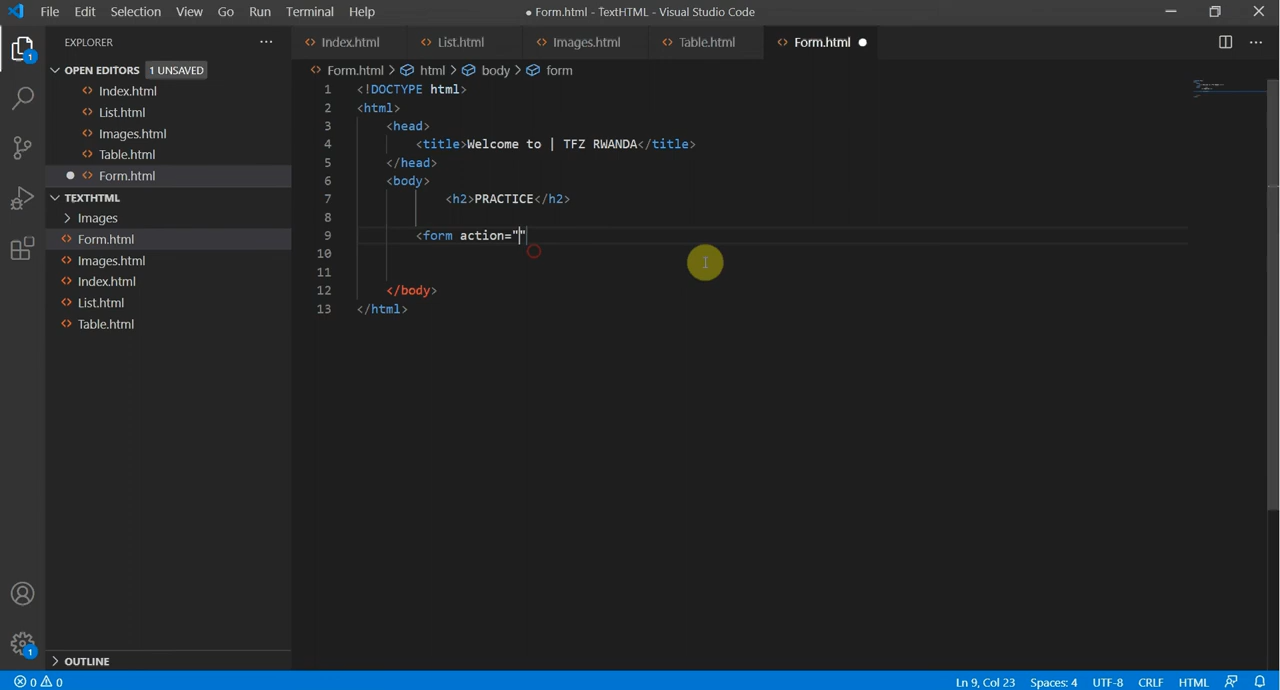 File Edit Selection View Go Run Terminal Help ● Form.html - TextHTML - Visual Studio Code
EXPLORER ··· <> Index.html <> List.html <> Images.html <> Table.html <> Form.html ●
OPEN EDITORS 1 UNSAVED
<> Index.html
<> List.html
<> Images.html
<> Table.html
● <> Form.html
TEXTHTML
Images
<> Form.html
<> Images.html
<> Index.html
<> List.html
<> Table.html
OUTLINE
<> Form.html > html > body > form
1 <!DOCTYPE html>
2 <html>
3 <head>
4 <title>Welcome to | TFZ RWANDA</title>
5 </head>
6 <body>
7 <h2>PRACTICE</h2>
8
9 <form action=""
10
11
12 </body>
13 </html>
1
1
0 0 Ln 9, Col 23 Spaces: 4 UTF-8 CRLF HTML